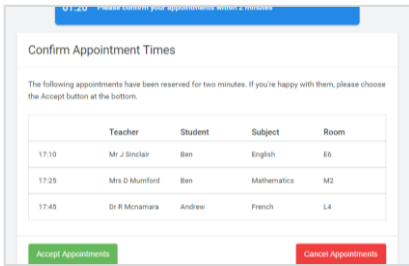 01:20 Please confirm your appointments within 2 minutes
Confirm Appointment Times
The following appointments have been reserved for two minutes. If you're happy with them, please choose
the Accept button at the bottom.
Teacher Student Subject Room
17:10 Mr J Sinclair Ben English E6
17:25 Mrs D Mumford Ben Mathematics M2
17:45 Dr R Mcnamara Andrew French L4
Accept Appointments Cancel Appointments